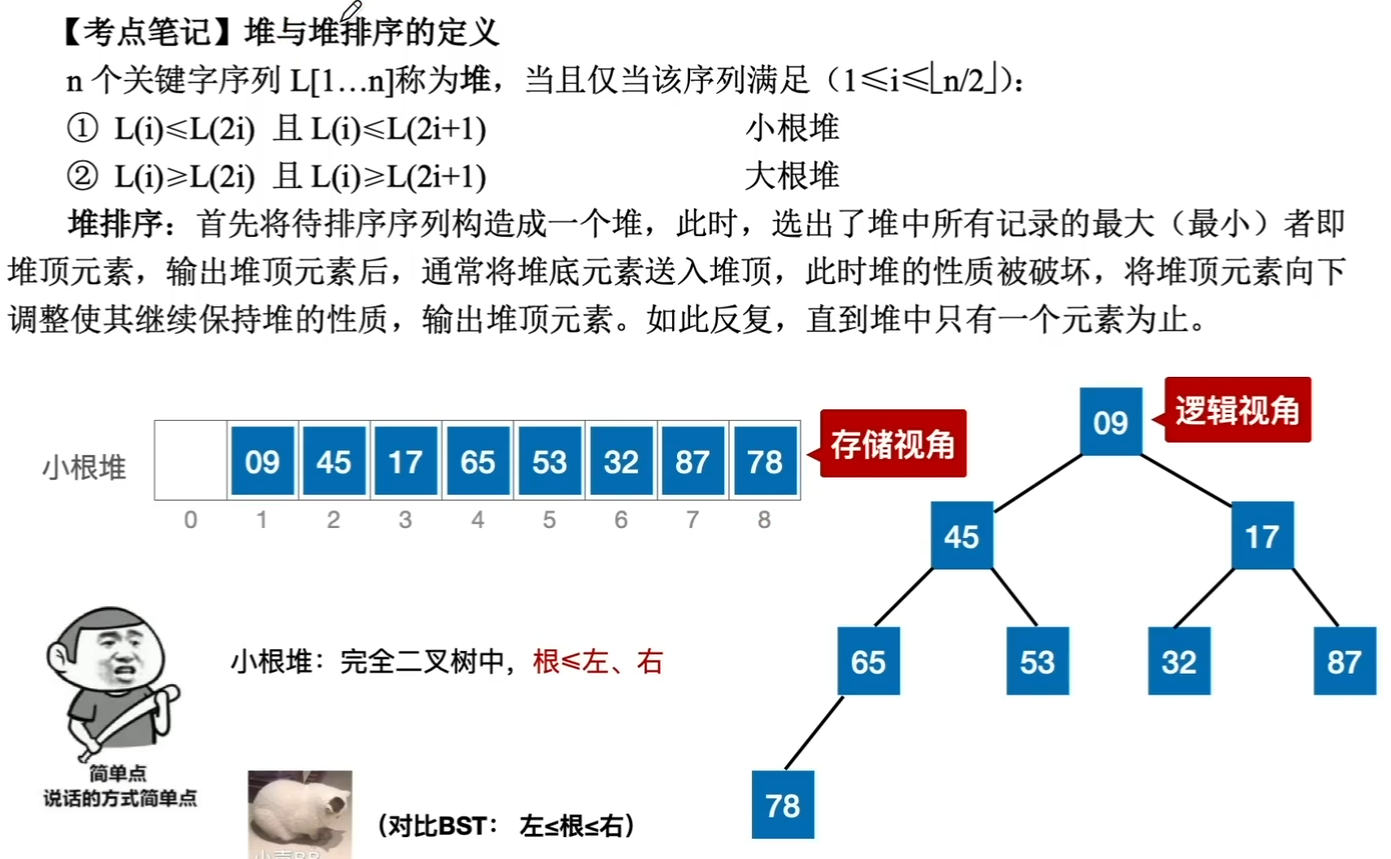 【考点笔记】堆与堆排序的定义
n 个关键字序列 L[1…n]称为堆，当且仅当该序列满足（1≤i≤⌊n/2⌋）：
① L(i)≤L(2i) 且 L(i)≤L(2i+1) 小根堆
② L(i)≥L(2i) 且 L(i)≥L(2i+1) 大根堆
堆排序：首先将待排序序列构造成一个堆，此时，选出了堆中所有记录的最大（最小）者即
堆顶元素，输出堆顶元素后，通常将堆底元素送入堆顶，此时堆的性质被破坏，将堆顶元素向下
调整使其继续保持堆的性质，输出堆顶元素。如此反复，直到堆中只有一个元素为止。
小根堆
09 45 17 65 53 32 87 78
0 1 2 3 4 5 6 7 8
存储视角
逻辑视角
09
45 17
65 53 32 87
78
小根堆：完全二叉树中，根≤左、右
简单点
说话的方式简单点
（对比BST： 左≤根≤右）